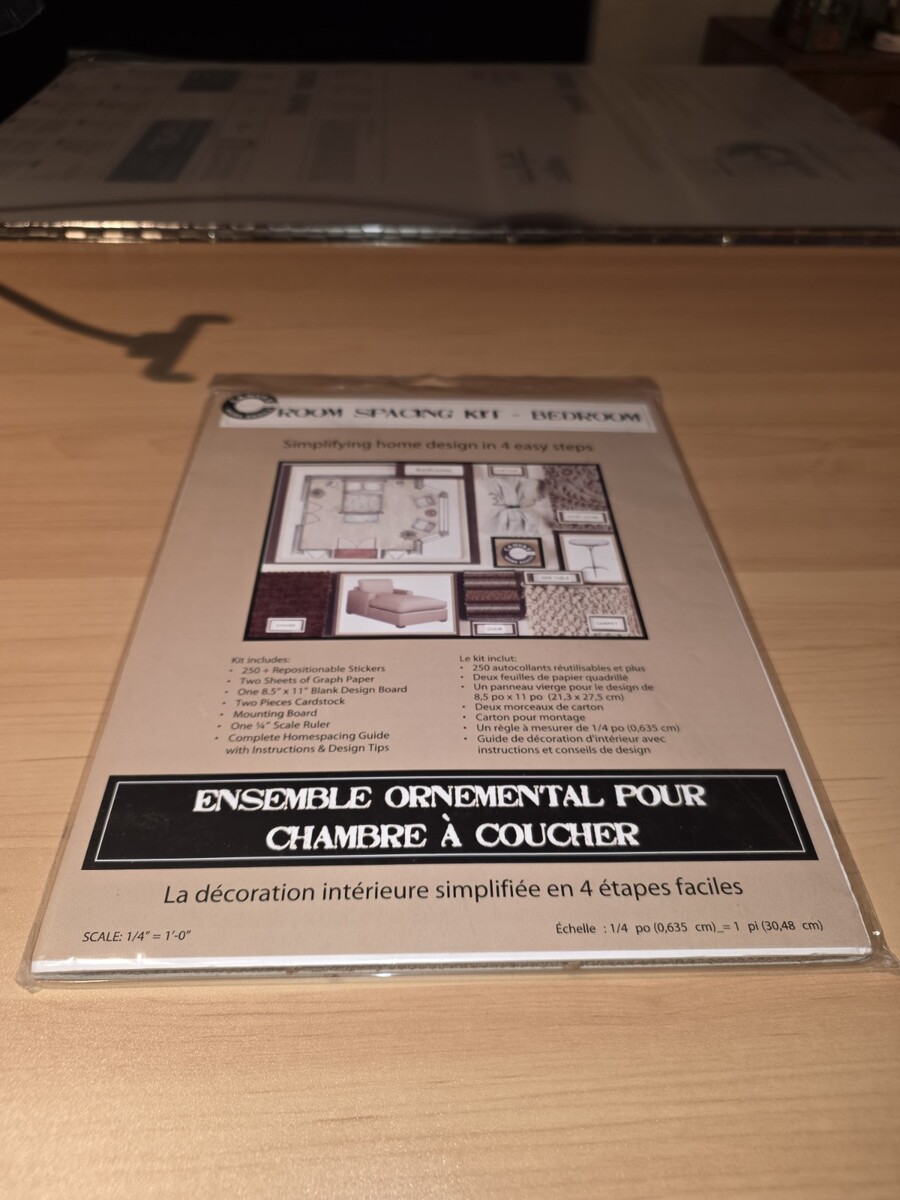 ROOM SPACING KIT - BEDROOM
Simplifying home design in 4 easy steps
Kit includes:
• 250 + Repositionable Stickers
• Two Sheets of Graph Paper
• One 8.5" x 11" Blank Design Board
• Two Pieces Cardstock
• Mounting Board
• One ¼" Scale Ruler
• Complete Homespacing Guide
with Instructions & Design Tips
Le kit inclut:
• 250 autocollants réutilisables et plus
• Deux feuilles de papier quadrillé
• Un panneau vierge pour le design de
8,5 po x 11 po (21,3 x 27,5 cm)
• Deux morceaux de carton
• Carton pour montage
• Un règle à mesurer de 1/4 po (0,635 cm)
• Guide de décoration d'intérieur avec
instructions et conseils de design
ENSEMBLE ORNEMENTAL POUR
CHAMBRE À COUCHER
La décoration intérieure simplifiée en 4 étapes faciles
SCALE: 1/4" = 1'-0"
Échelle : 1/4 po (0,635 cm)_= 1 pi (30,48 cm)